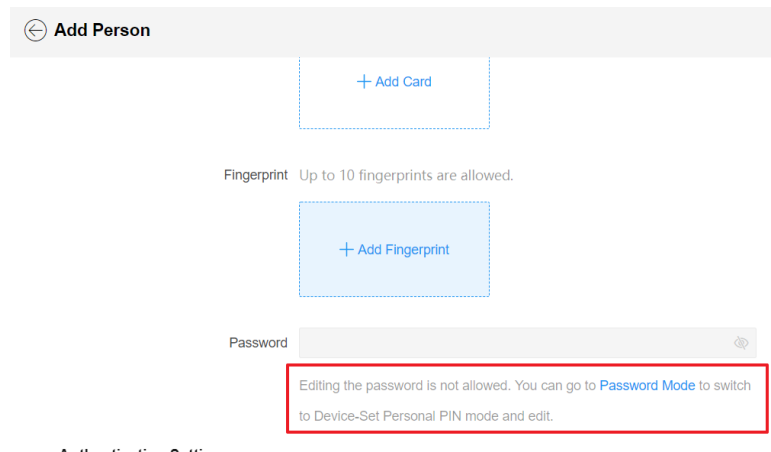 Add Person
+ Add Card
Fingerprint Up to 10 fingerprints are allowed.
+ Add Fingerprint
Password
Editing the password is not allowed. You can go to Password Mode to switch
to Device-Set Personal PIN mode and edit.